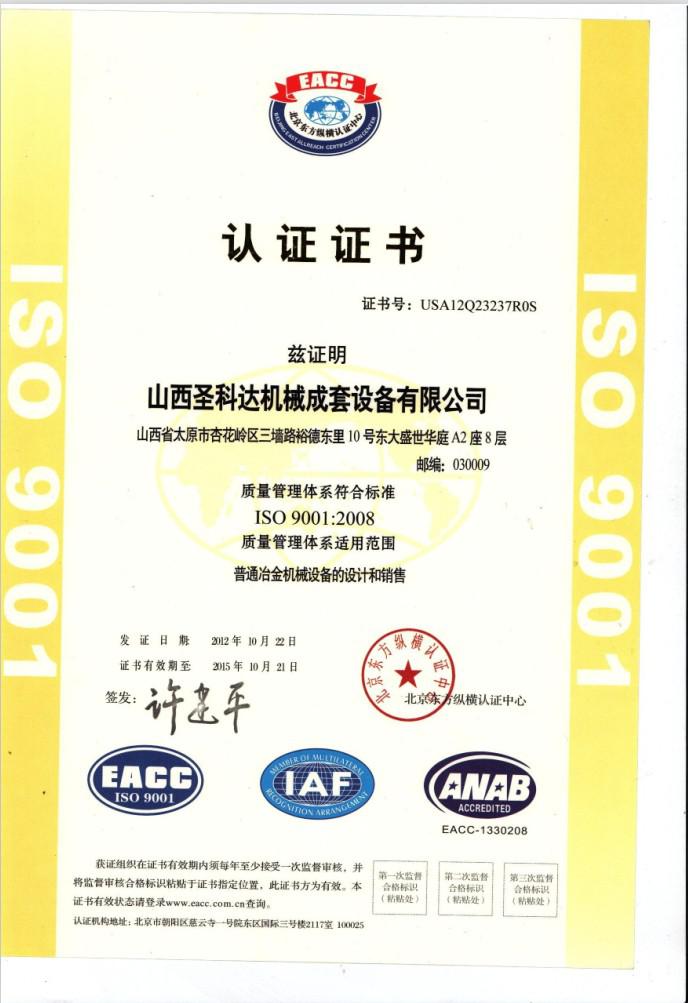 EACC
北京东方纵横认证中心
BEIJING EAST ALLREACH CERTIFICATION CENTER
认证证书
证书号：USA12Q23237R0S
兹证明
山西圣科达机械成套设备有限公司
山西省太原市杏花岭区三墙路裕德东里10号东大盛世华庭A2座8层
邮编：030009
质量管理体系符合标准
ISO 9001:2008
质量管理体系适用范围
普通冶金机械设备的设计和销售
发证日期 2012年10月22日
证书有效期至 2015年10月21日
签发：许建平
北京东方纵横认证中心
北京东方纵横认证中心
ISO 9001
ISO 9001
EACC
ISO 9001
MEMBER OF MULTILATERAL
IAF
RECOGNITION ARRANGEMENT
ANAB
ACCREDITED
EACC-1330208
获证组织在证书有效期内须每年至少接受一次监督审核，并
将监督审核合格标识粘贴于证书指定位置，此证书方为有效。本
证书有效状态请登录www.eacc.com.cn查询。
认证机构地址：北京市朝阳区慈云寺一号院东区国际三号楼2117室 100025
第一次监督
合格标识
（粘贴处）
第二次监督
合格标识
（粘贴处）
第三次监督
合格标识
（粘贴处）